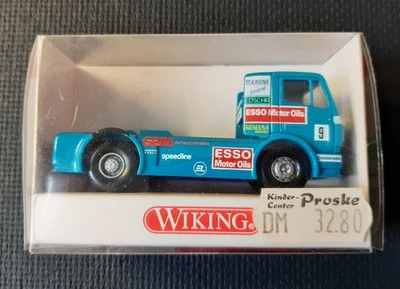 KRONE
ESSO Motor Oils
9
speedline
ESSO
Motor Oils
WIKING®
Kinder-
Center Proske
DM 32.80